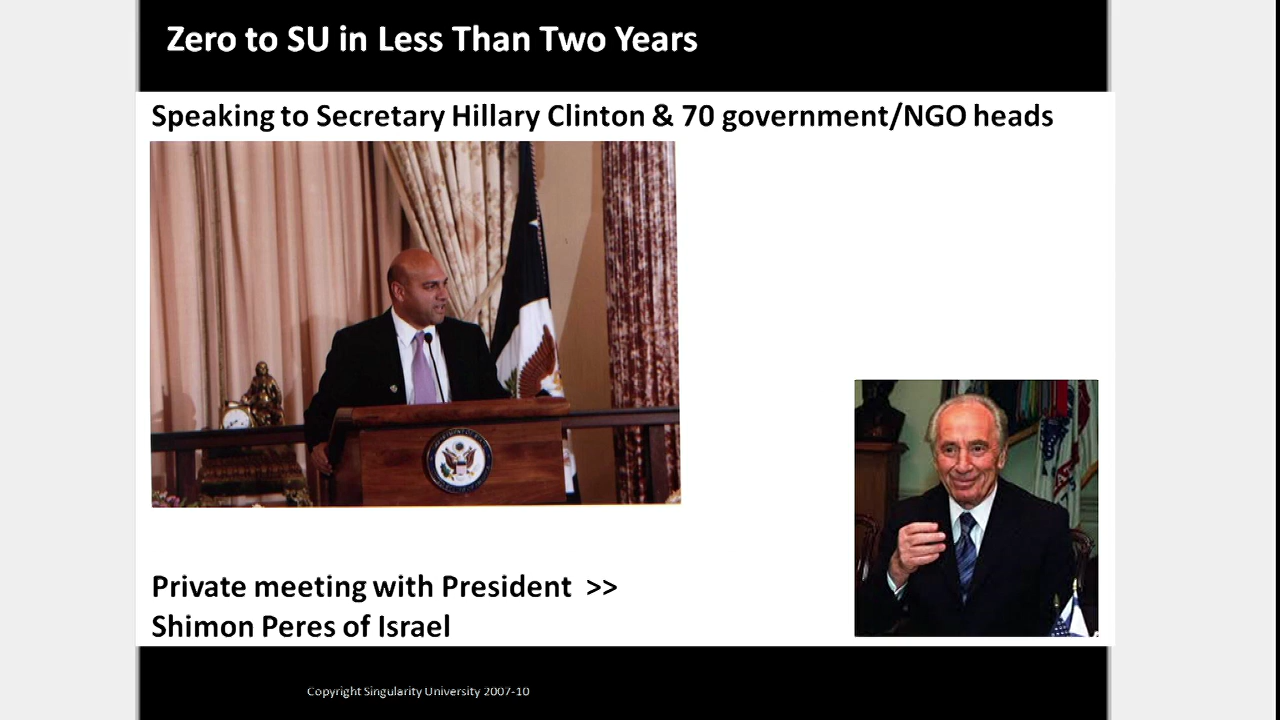 Zero to SU in Less Than Two Years
Speaking to Secretary Hillary Clinton & 70 government/NGO heads
Private meeting with President >>
Shimon Peres of Israel
Copyright Singularity University 2007-10